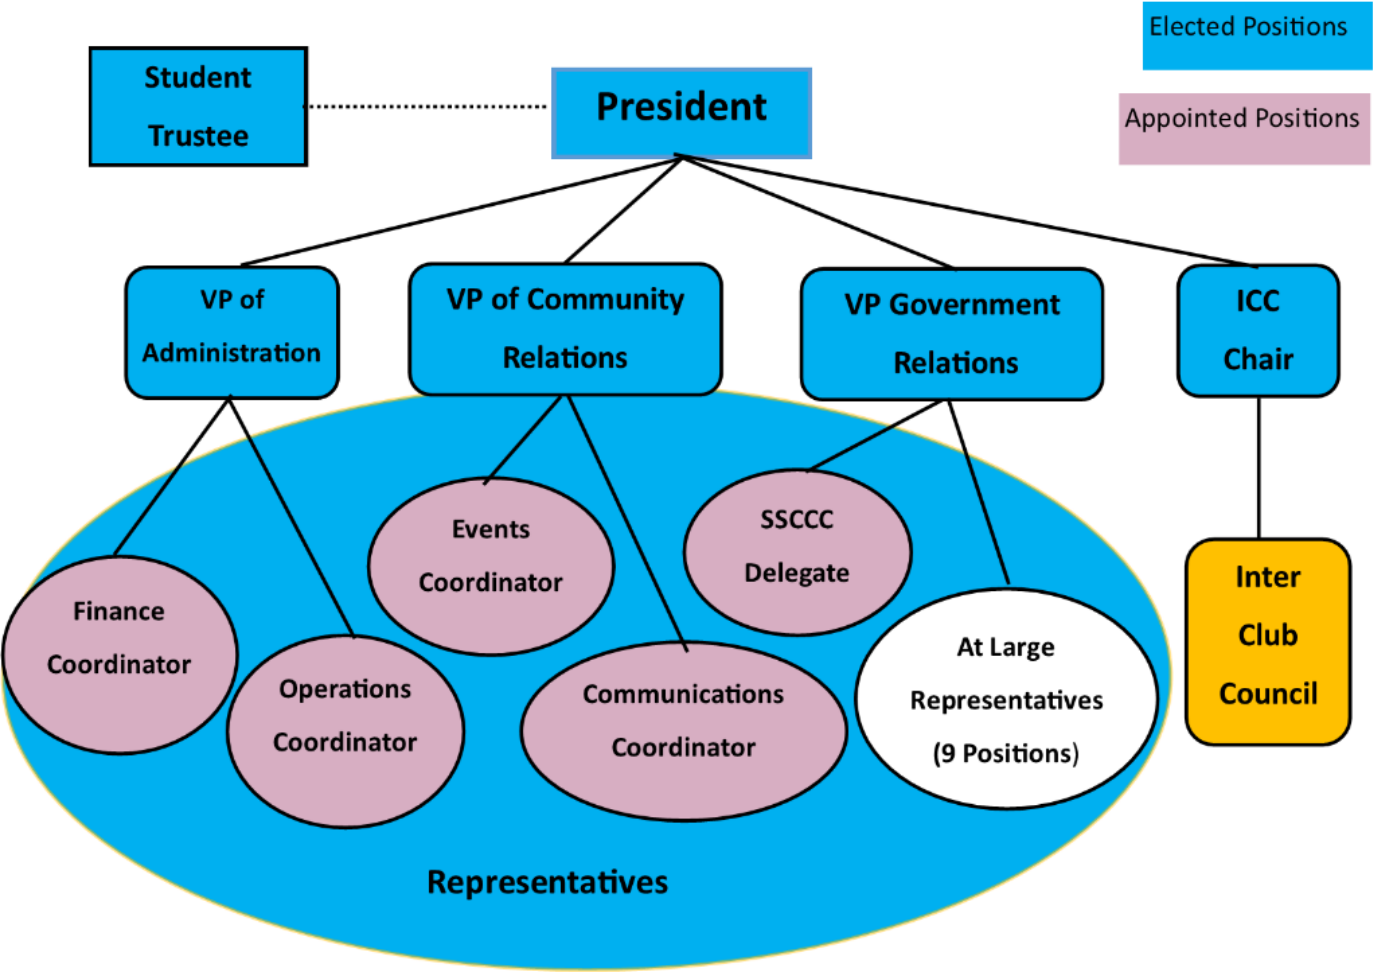 Elected Positions
Student
Trustee
President
Appointed Positions
VP of
Administration
VP of Community
Relations
VP Government
Relations
ICC
Chair
Events
Coordinator
SSCCC
Delegate
Finance
Coordinator
Operations
Coordinator
Communications
Coordinator
At Large
Representatives
(9 Positions)
Inter
Club
Council
Representatives